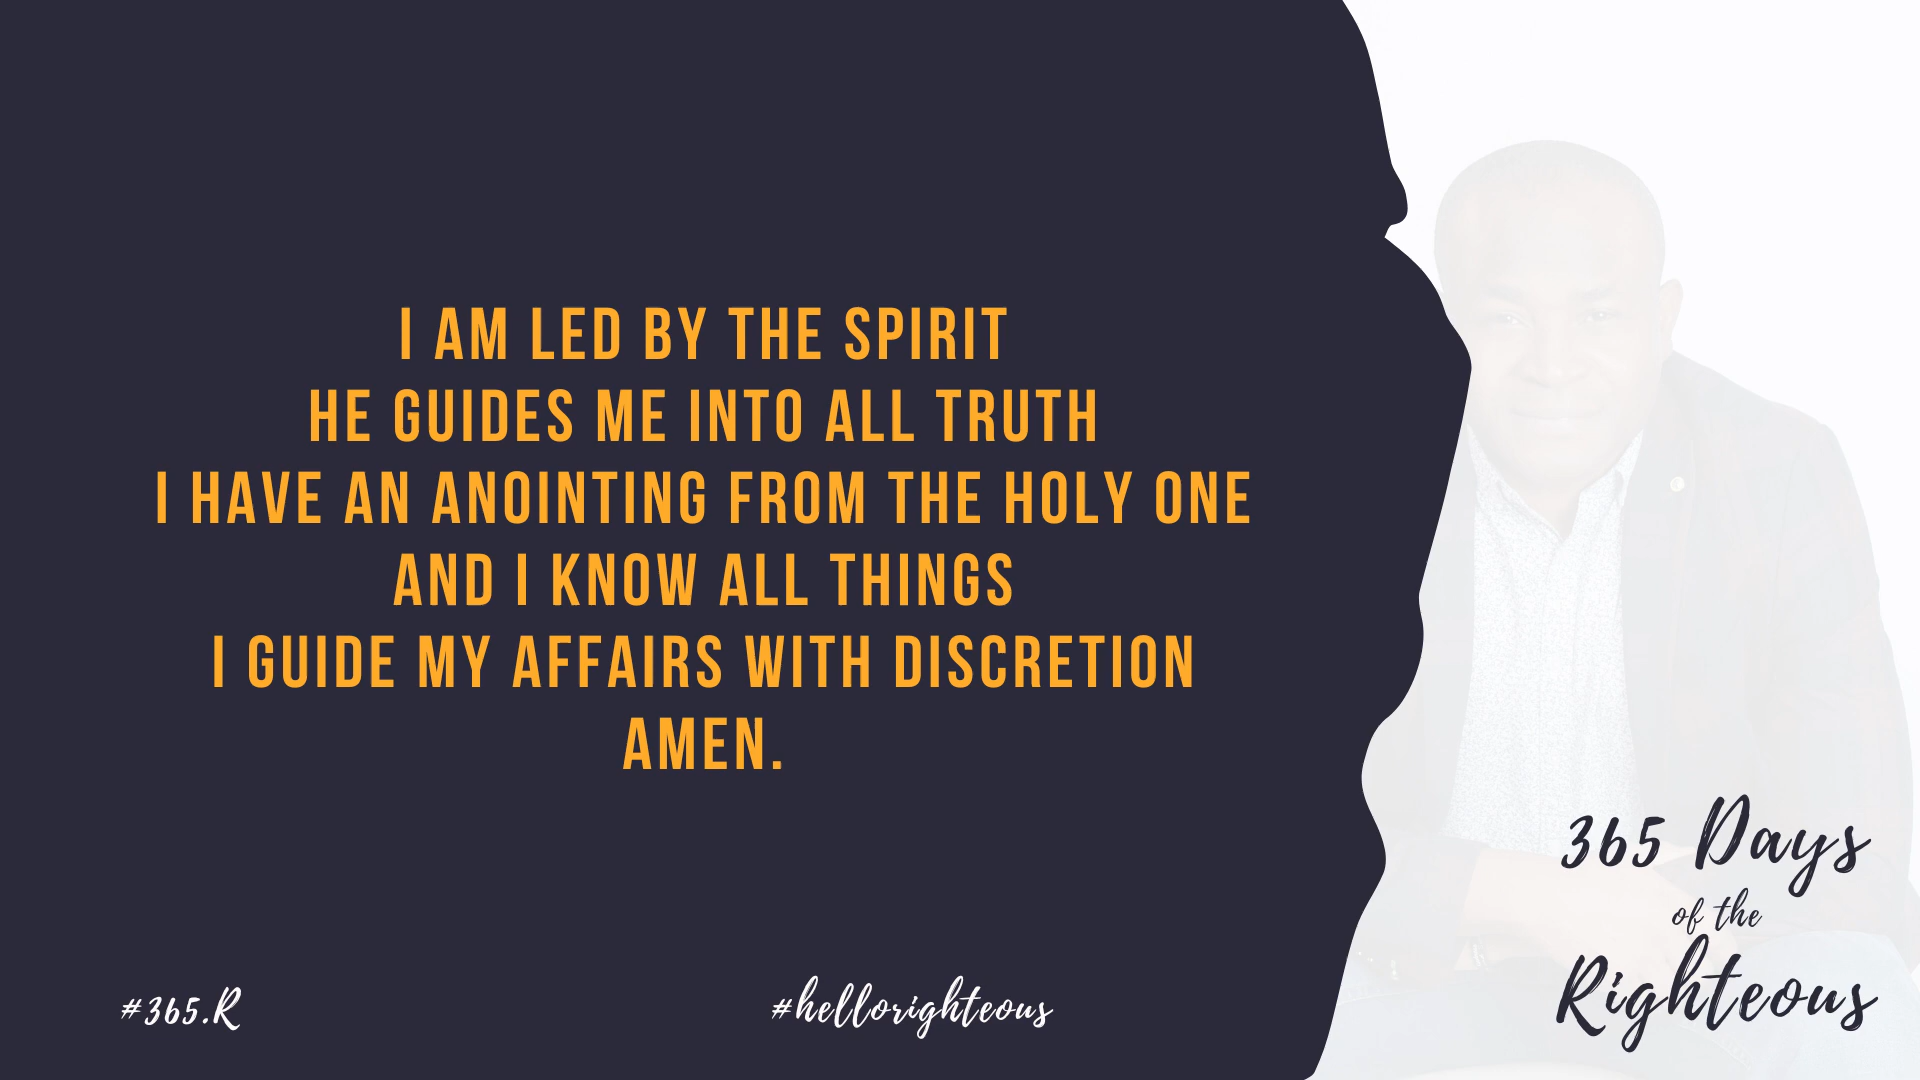 I AM LED BY THE SPIRIT
HE GUIDES ME INTO ALL TRUTH
I HAVE AN ANOINTING FROM THE HOLY ONE
AND I KNOW ALL THINGS
I GUIDE MY AFFAIRS WITH DISCRETION
AMEN.
#365.R
#hellorighteous
365 Days
of the
Righteous